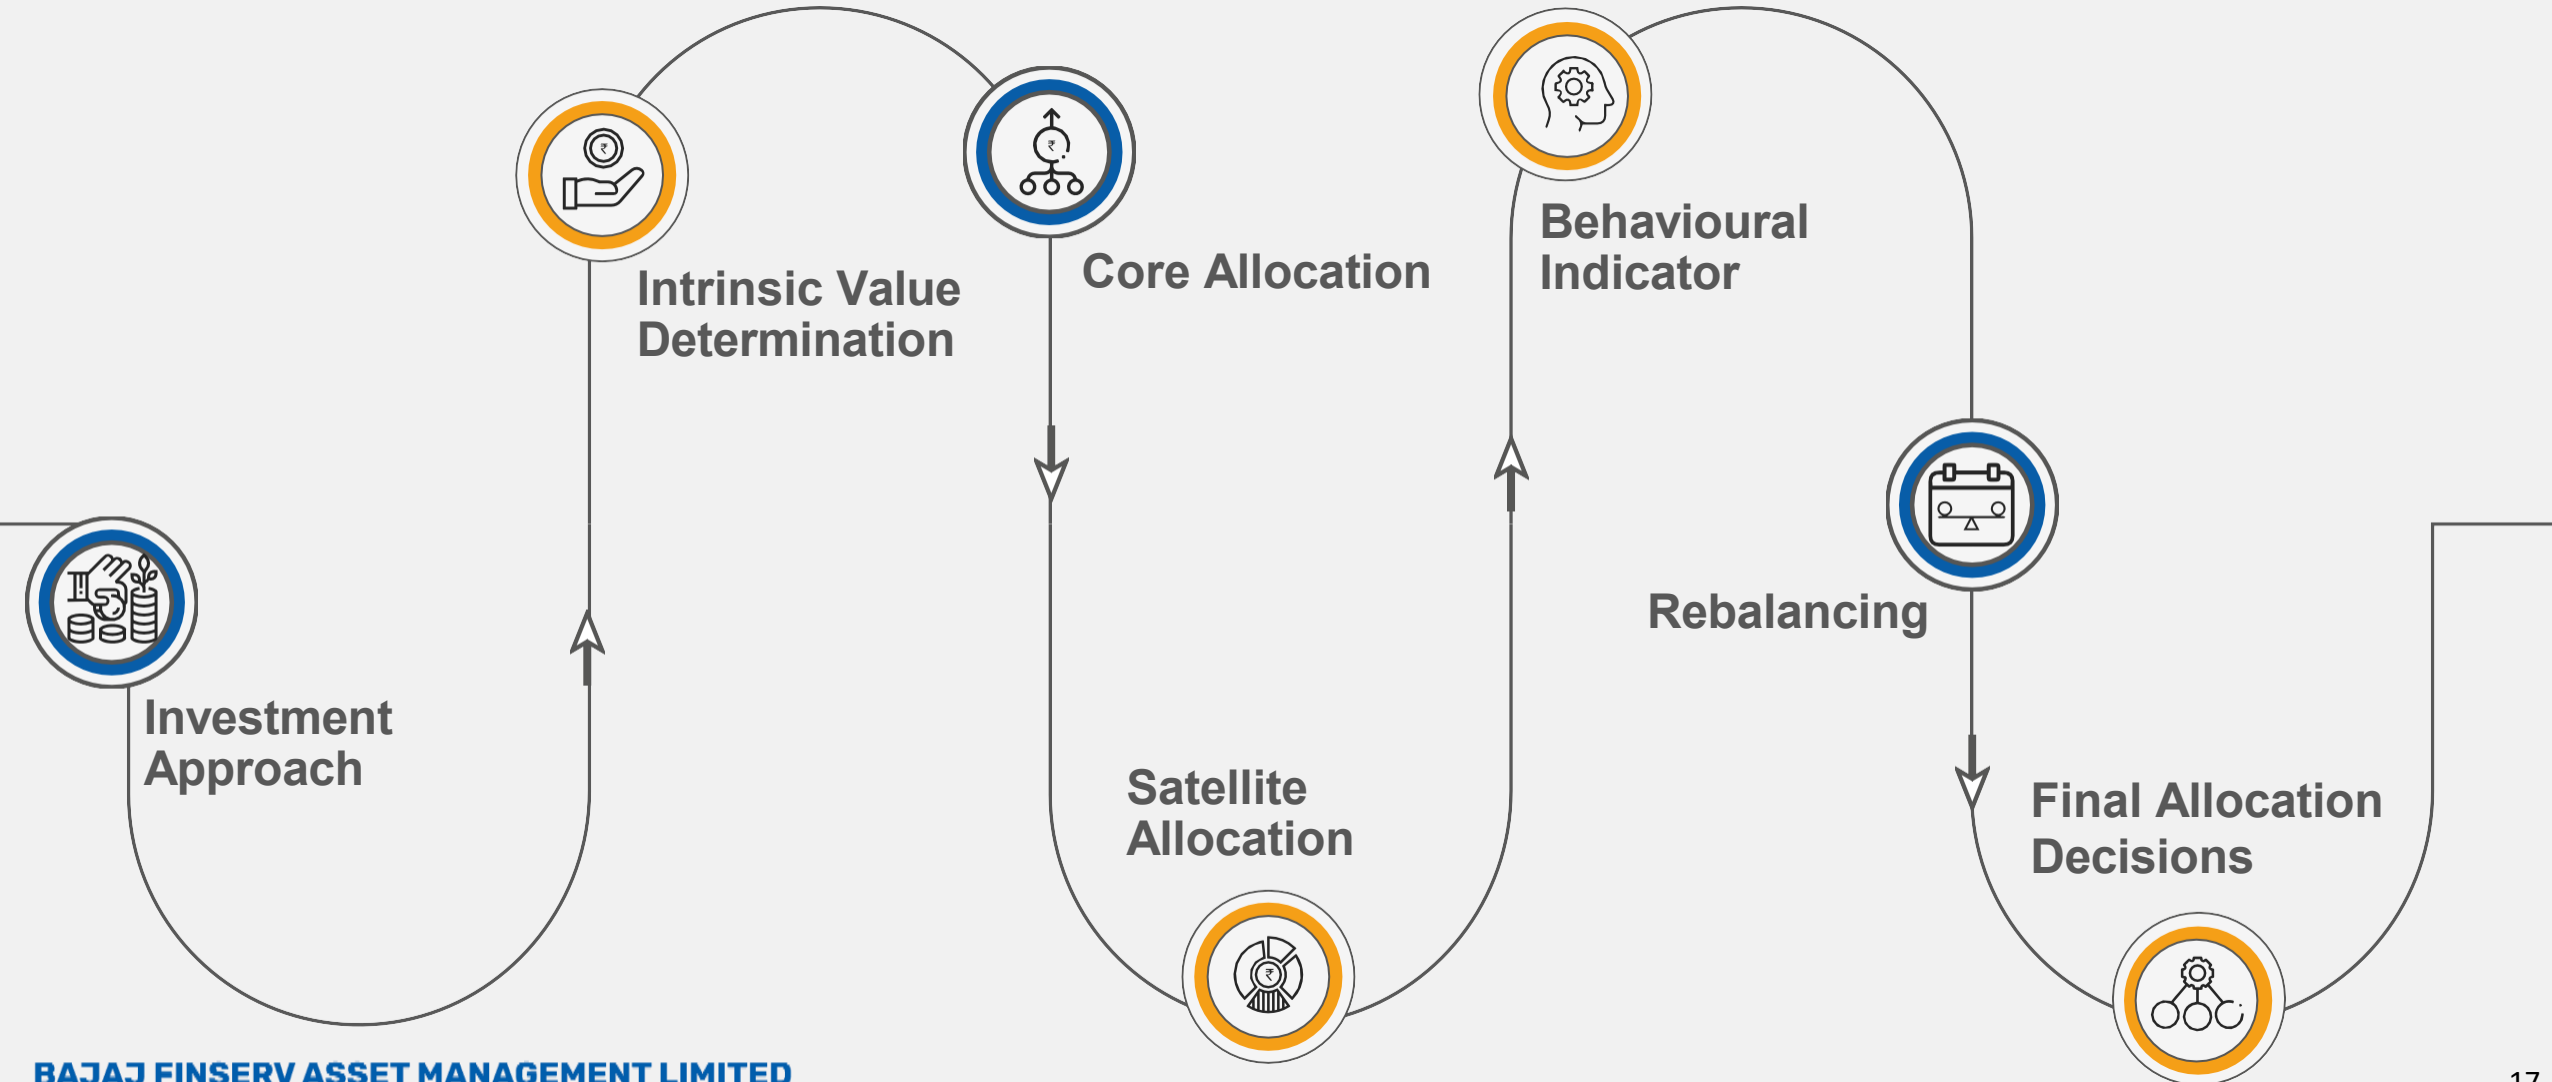 Investment
Approach
Intrinsic Value
Determination
₹
Core Allocation
₹
Satellite
Allocation
₹
Behavioural
Indicator
Rebalancing
Final Allocation
Decisions
BAJAJ FINSERV ASSET MANAGEMENT LIMITED
17